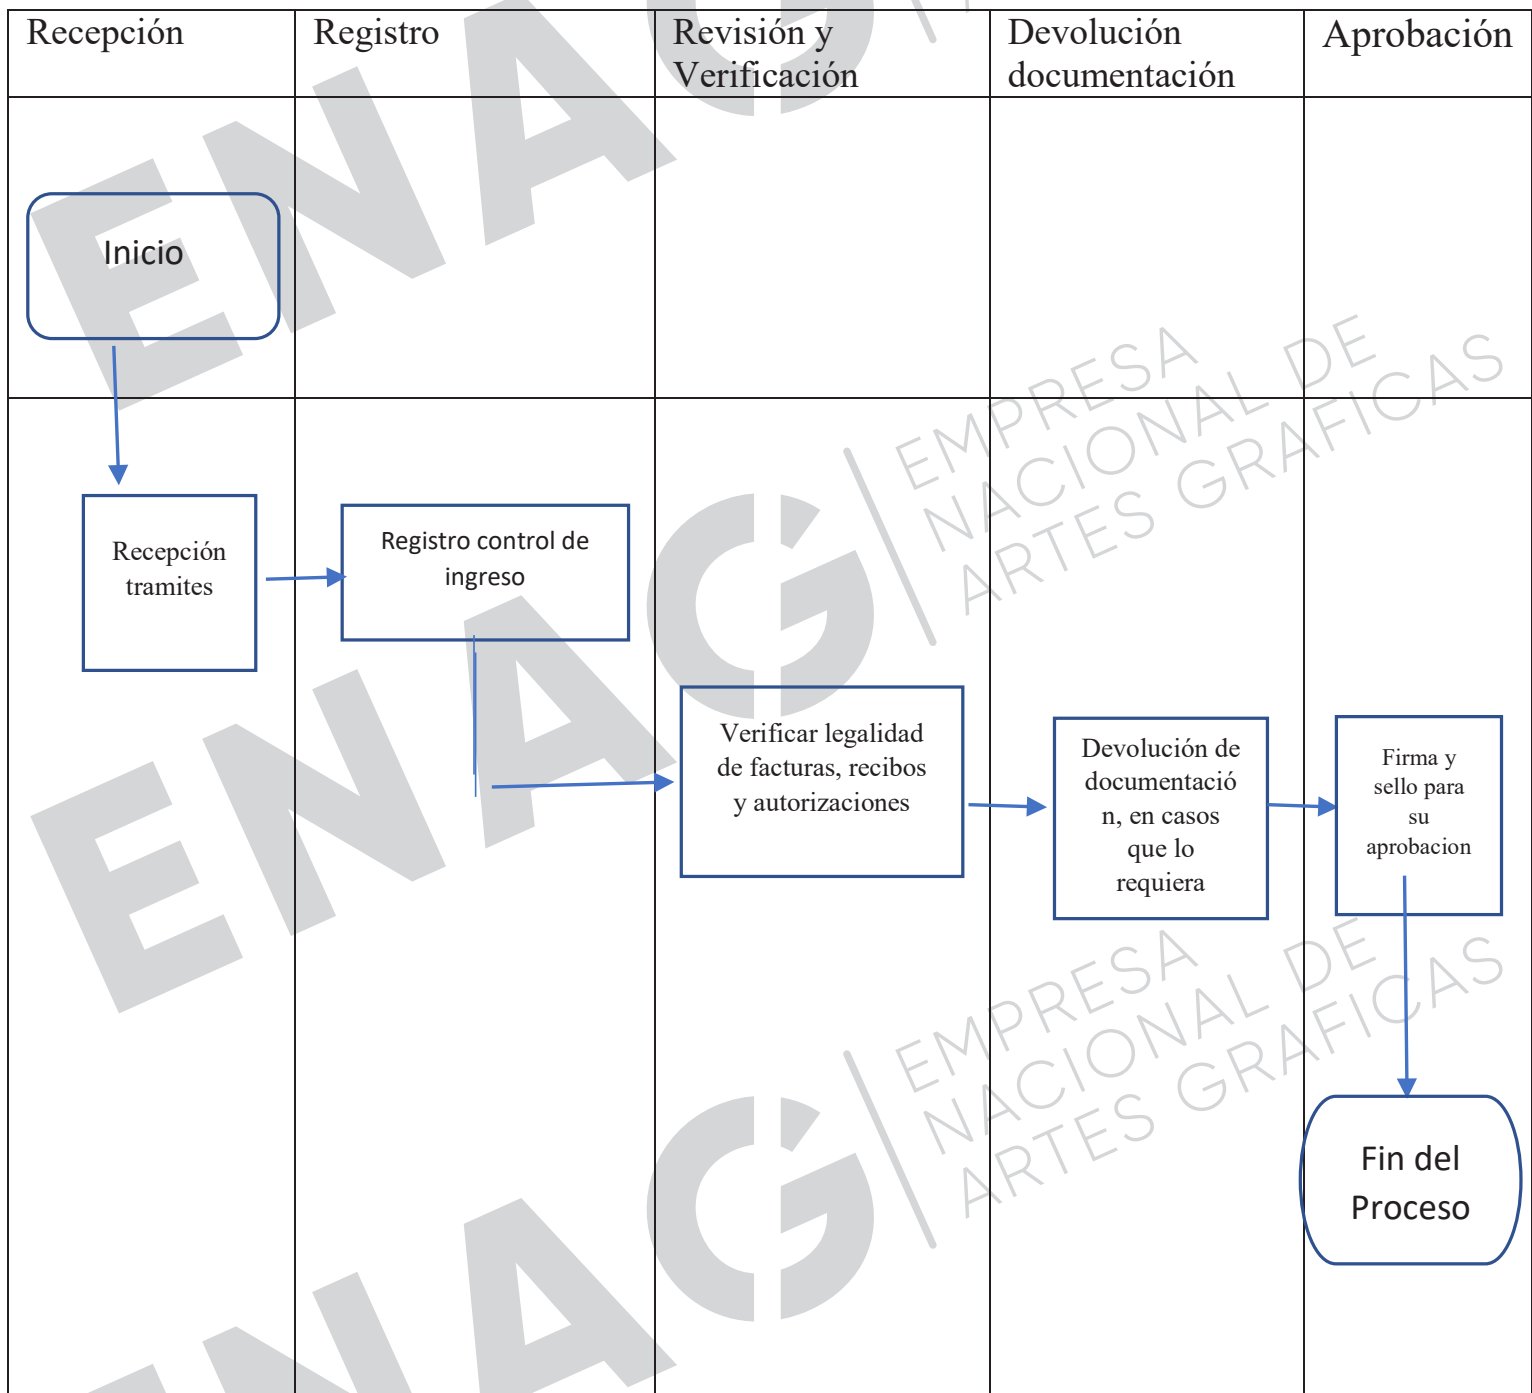 Recepción
Registro
Revisión y
Verificación
Devolución
documentación
Aprobación
Inicio
Recepción
tramites
Registro control de
ingreso
Verificar legalidad
de facturas, recibos
y autorizaciones
Devolución de
documentació
n, en casos
que lo
requiera
Firma y
sello para
su
aprobacion
Fin del
Proceso
ENAG
EMPRESA
NACIONAL DE
ARTES GRAFICAS
ENAG
EMPRESA
NACIONAL DE
ARTES GRAFICAS